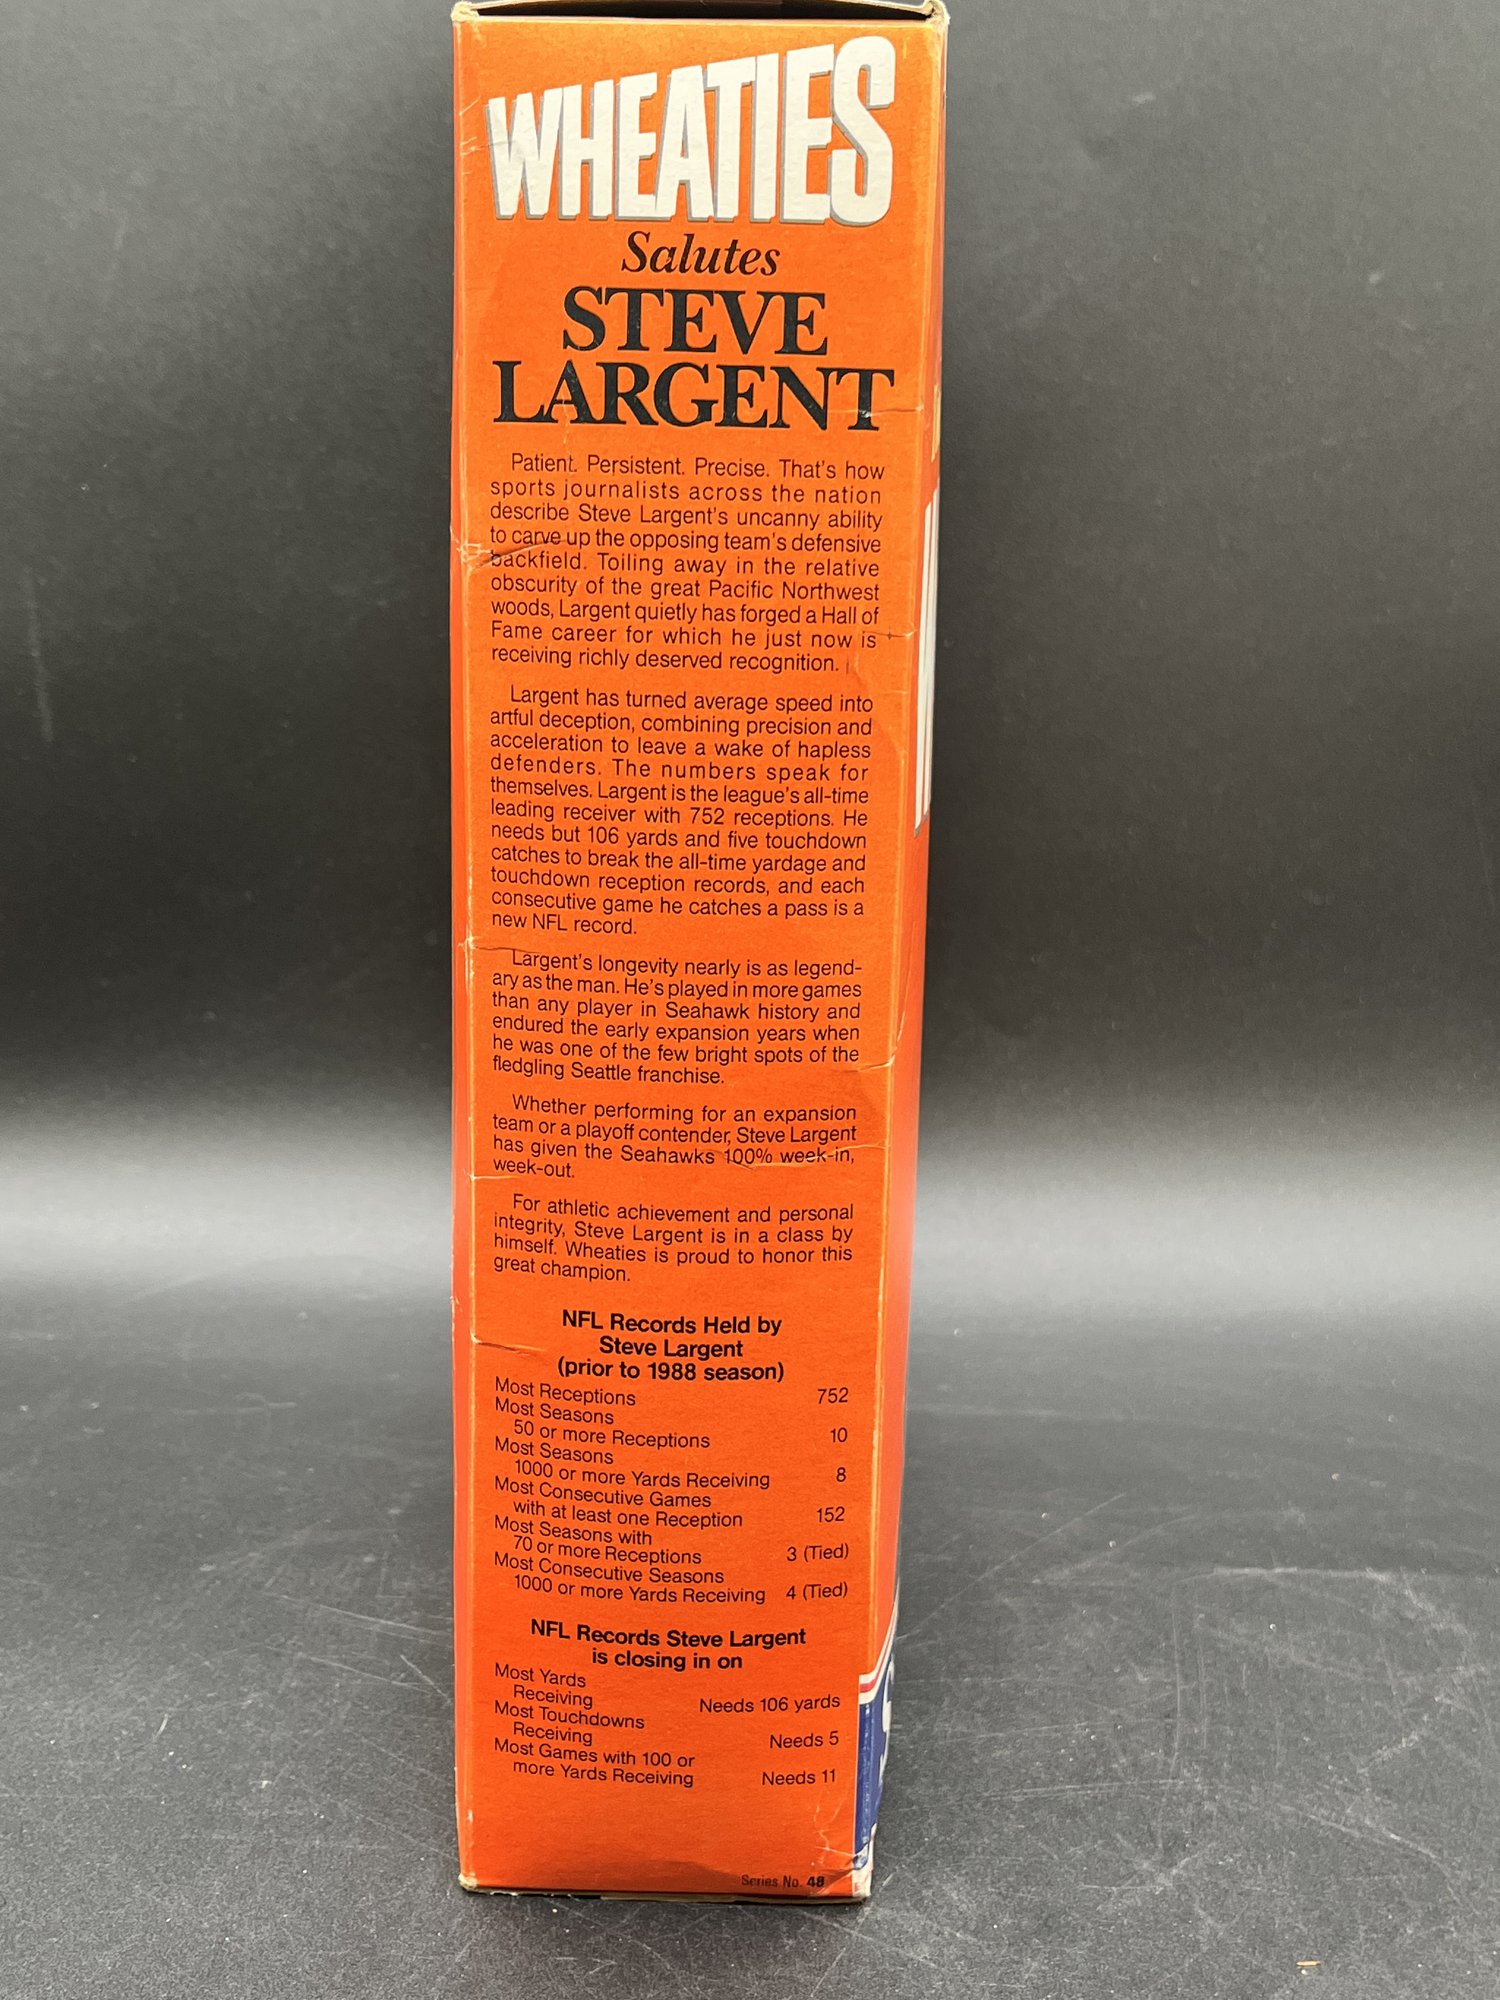 WHEATIES
Salutes
STEVE
LARGENT
Patient. Persistent. Precise. That's how
sports journalists across the nation
describe Steve Largent's uncanny ability
to carve up the opposing team's defensive
backfield. Toiling away in the relative
obscurity of the great Pacific Northwest
woods, Largent quietly has forged a Hall of
Fame career for which he just now is
receiving richly deserved recognition.
Largent has turned average speed into
artful deception, combining precision and
acceleration to leave a wake of hapless
defenders. The numbers speak for
themselves. Largent is the league's all-time
leading receiver with 752 receptions. He
needs but 106 yards and five touchdown
catches to break the all-time yardage and
touchdown reception records, and each
consecutive game he catches a pass is a
new NFL record.
Largent's longevity nearly is as legend-
ary as the man. He's played in more games
than any player in Seahawk history and
endured the early expansion years when
he was one of the few bright spots of the
fledgling Seattle franchise.
Whether performing for an expansion
team or a playoff contender, Steve Largent
has given the Seahawks 100% week-in,
week-out.
For athletic achievement and personal
integrity, Steve Largent is in a class by
himself. Wheaties is proud to honor this
great champion.
NFL Records Held by
Steve Largent
(prior to 1988 season)
Most Receptions 752
Most Seasons
50 or more Receptions 10
Most Seasons
1000 or more Yards Receiving 8
Most Consecutive Games
with at least one Reception 152
Most Seasons with
70 or more Receptions 3 (Tied)
Most Consecutive Seasons
1000 or more Yards Receiving 4 (Tied)
NFL Records Steve Largent
is closing in on
Most Yards
Receiving Needs 106 yards
Most Touchdowns
Receiving Needs 5
Most Games with 100 or
more Yards Receiving Needs 11
Series No. 48